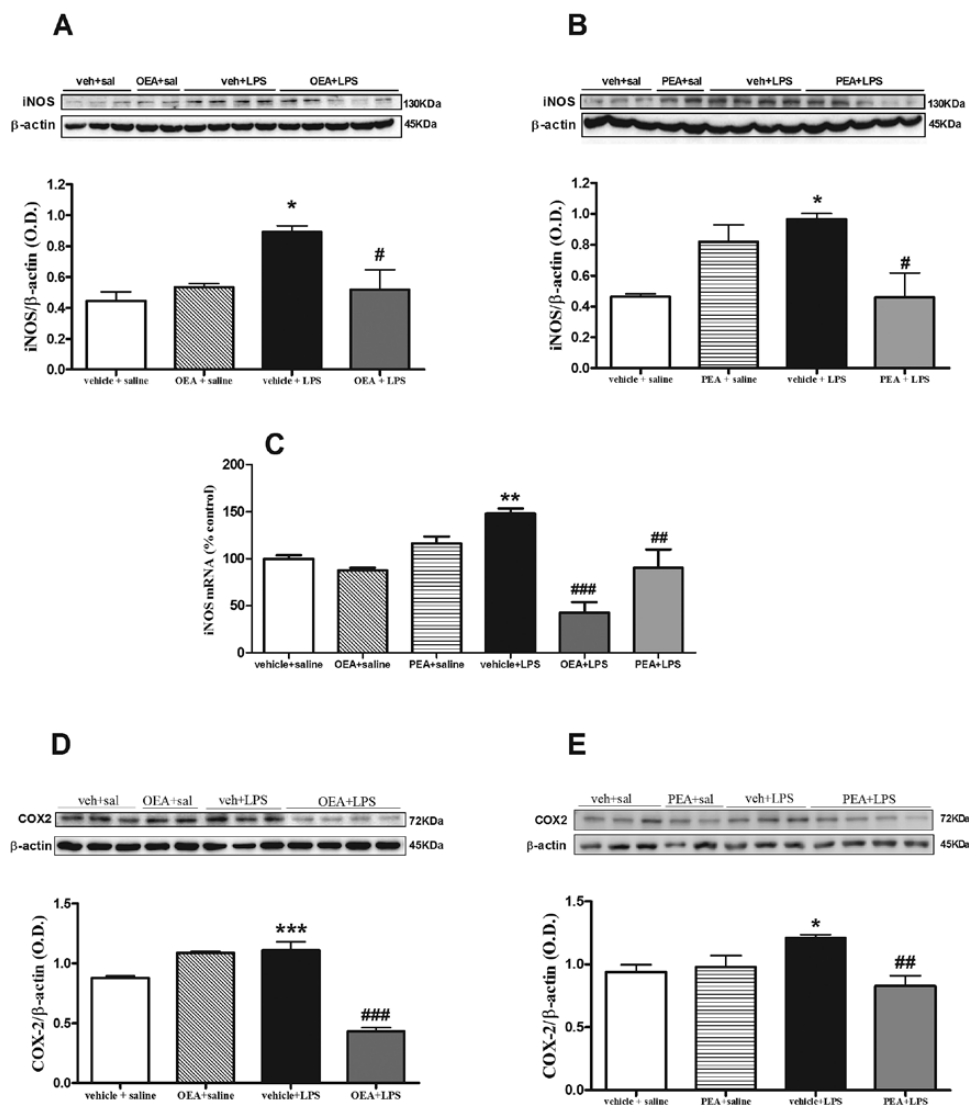 A
veh+sal OEA+sal veh+LPS OEA+LPS
iNOS 130KDa
β-actin 45KDa
1.2
1.0
0.8
0.6
0.4
0.2
0.0
iNOS/β-actin (O.D.)
*
#
vehicle + saline OEA + saline vehicle + LPS OEA + LPS
B
veh+sal PEA+sal veh+LPS PEA+LPS
iNOS 130KDa
β-actin 45KDa
1.2
1.0
0.8
0.6
0.4
0.2
0.0
iNOS/β-actin (O.D.)
*
#
vehicle + saline PEA + saline vehicle + LPS PEA + LPS
C
200
150
100
50
0
iNOS mRNA (% control)
**
###
##
vehicle+saline OEA+saline PEA+saline vehicle+LPS OEA+LPS PEA+LPS
D
veh+sal OEA+sal veh+LPS OEA+LPS
COX2 72KDa
β-actin 45KDa
1.5
1.0
0.5
0.0
COX-2/β-actin (O.D.)
***
###
vehicle + saline OEA+saline vehicle+LPS OEA+LPS
E
veh+sal PEA+sal veh+LPS PEA+LPS
COX2 72KDa
β-actin 45KDa
1.5
1.0
0.5
0.0
COX-2/β-actin (O.D.)
*
##
vehicle + saline PEA+saline vehicle+LPS PEA+LPS